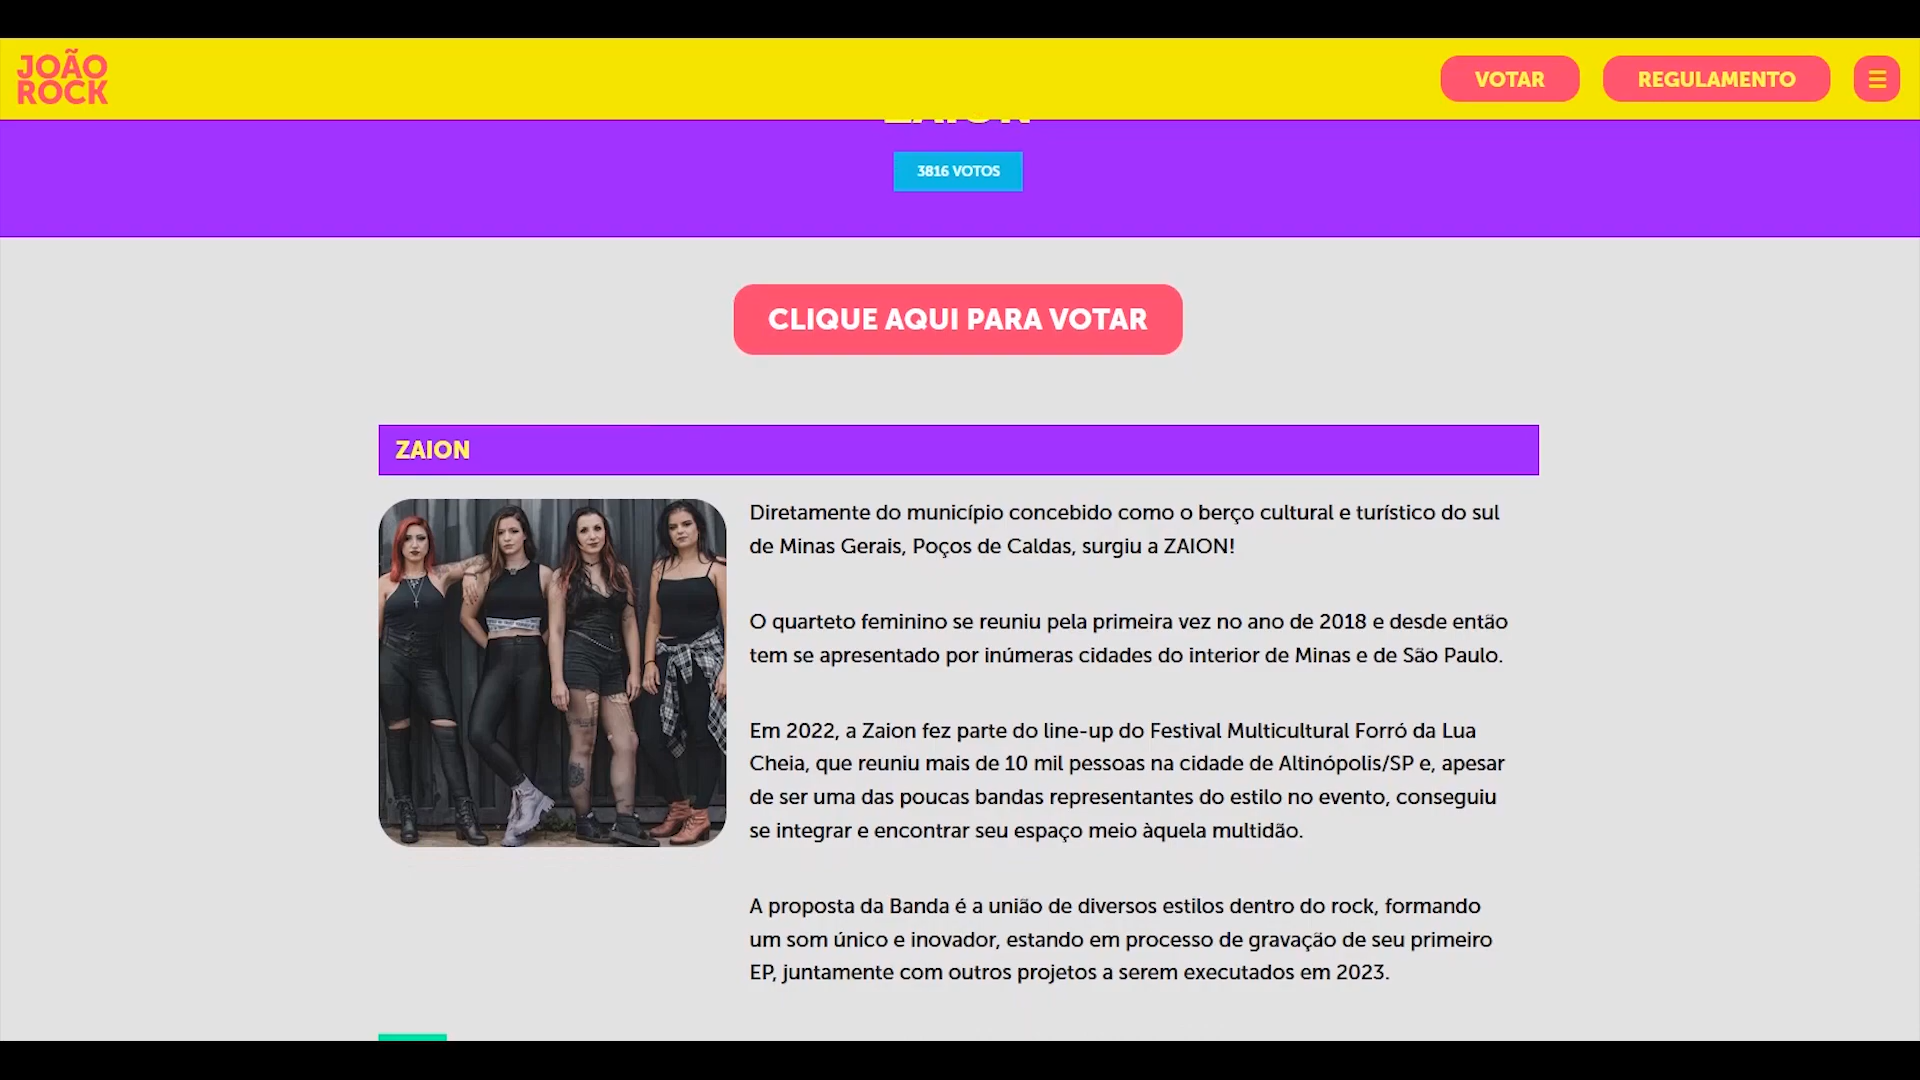 JOÃO
ROCK
VOTAR
REGULAMENTO
ZAION
3816 VOTOS
CLIQUE AQUI PARA VOTAR
ZAION
Diretamente do município concebido como o berço cultural e turístico do sul
de Minas Gerais, Poços de Caldas, surgiu a ZAION!
O quarteto feminino se reuniu pela primeira vez no ano de 2018 e desde então
tem se apresentado por inúmeras cidades do interior de Minas e de São Paulo.
Em 2022, a Zaion fez parte do line-up do Festival Multicultural Forró da Lua
Cheia, que reuniu mais de 10 mil pessoas na cidade de Altinópolis/SP e, apesar
de ser uma das poucas bandas representantes do estilo no evento, conseguiu
se integrar e encontrar seu espaço meio àquela multidão.
A proposta da Banda é a união de diversos estilos dentro do rock, formando
um som único e inovador, estando em processo de gravação de seu primeiro
EP, juntamente com outros projetos a serem executados em 2023.